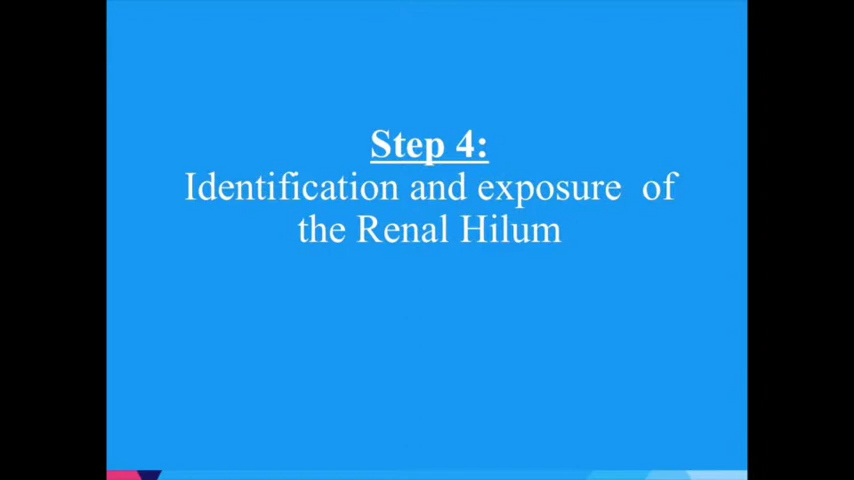 Step 4:
Identification and exposure of
the Renal Hilum